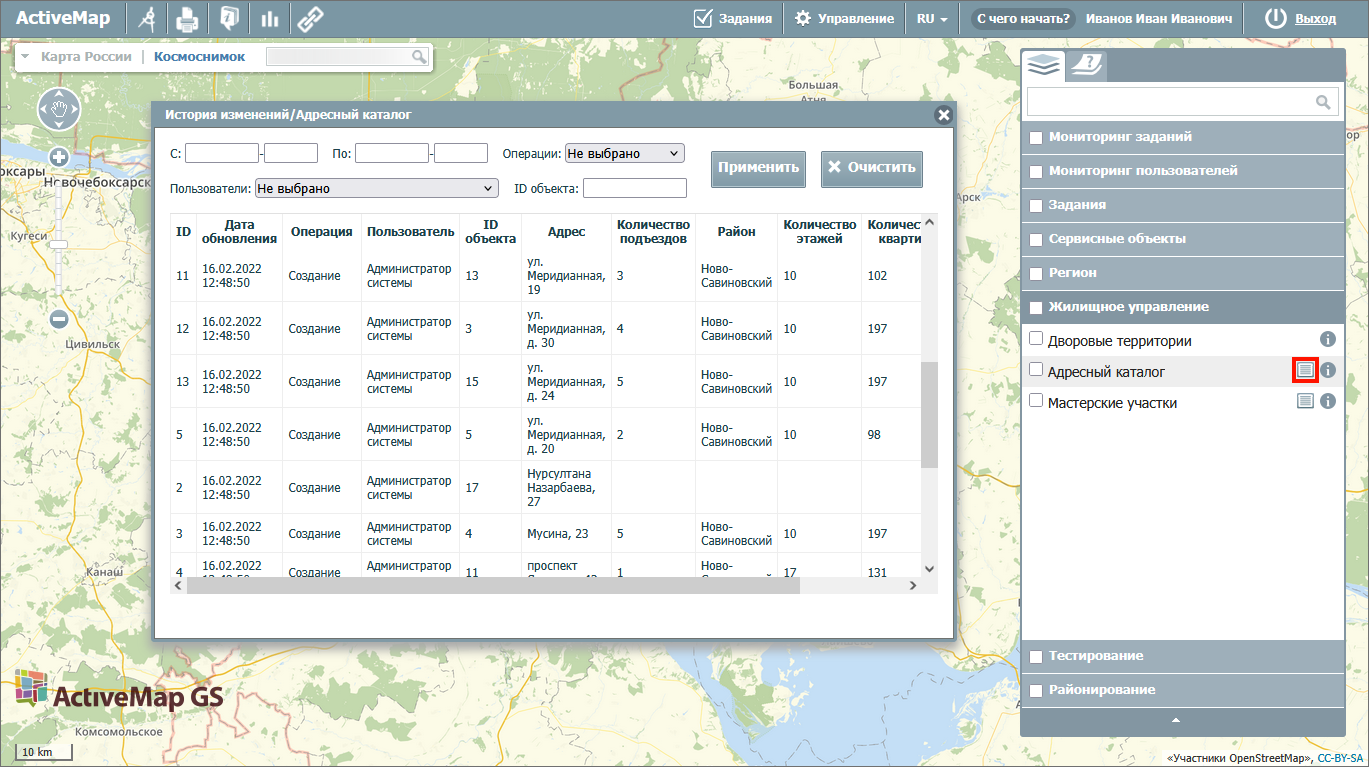 ActiveMap
Задания
Управление
RU
С чего начать?
Иванов Иван Иванович
Выход
Карта России | Космоснимок
Большая
Атня
Новочебоксарск
Кугеси
Цивильск
Канаш
Комсомольское
Арск
История изменений/Адресный каталог
С: - По: - Операции: Не выбрано
Применить
Очистить
Пользователи: Не выбрано ID объекта:
ID Дата обновления Операция Пользователь ID объекта Адрес Количество подъездов Район Количество этажей Количест кварти
11 16.02.2022 12:48:50 Создание Администратор системы 13 ул. Меридианная, 19 3 Ново-Савиновский 10 102
12 16.02.2022 12:48:50 Создание Администратор системы 3 ул. Меридианная, д. 30 4 Ново-Савиновский 10 197
13 16.02.2022 12:48:50 Создание Администратор системы 15 ул. Меридианная, д. 24 5 Ново-Савиновский 10 197
5 16.02.2022 12:48:50 Создание Администратор системы 5 ул. Меридианная, д. 20 2 Ново-Савиновский 10 98
2 16.02.2022 12:48:50 Создание Администратор системы 17 Нурсултана Назарбаева, 27
3 16.02.2022 12:48:50 Создание Администратор системы 4 Мусина, 23 5 Ново-Савиновский 10 197
4 16.02.2022 Создание Администратор 11 проспект 1 Ново- 17 131
Мониторинг заданий
Мониторинг пользователей
Задания
Сервисные объекты
Регион
Жилищное управление
Дворовые территории
Адресный каталог
Мастерские участки
Тестирование
Районирование
ActiveMap GS
10 km
«Участники OpenStreetMap», CC-BY-SA